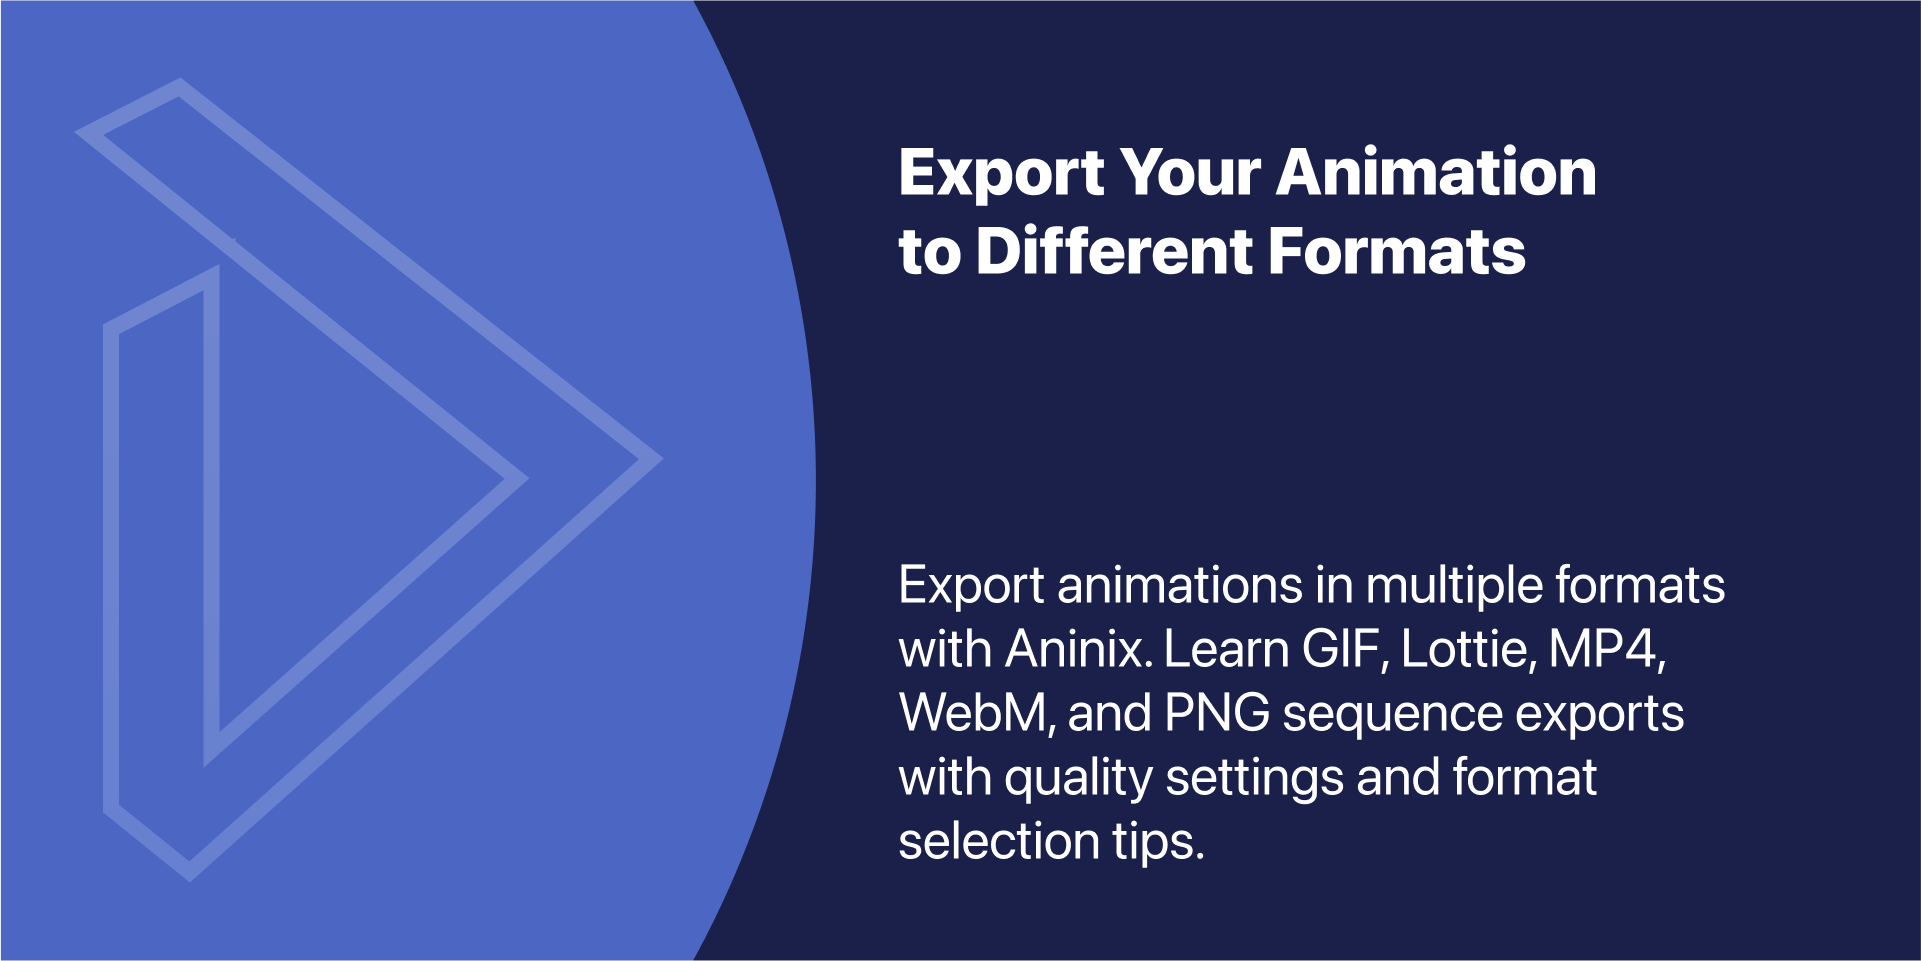 Export Your Animation
to Different Formats
Export animations in multiple formats
with Aninix. Learn GIF, Lottie, MP4,
WebM, and PNG sequence exports
with quality settings and format
selection tips.